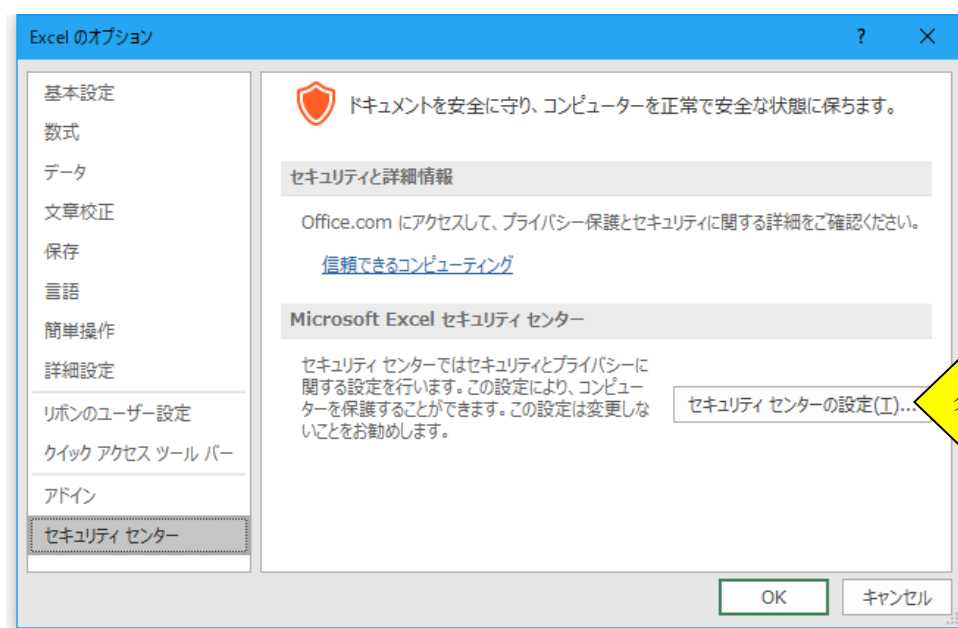 Excel のオプション
?
×
基本設定
数式
データ
文章校正
保存
言語
簡単操作
詳細設定
リボンのユーザー設定
クイック アクセス ツール バー
アドイン
セキュリティ センター
ドキュメントを安全に守り、コンピューターを正常で安全な状態に保ちます。
セキュリティと詳細情報
Office.com にアクセスして、プライバシー保護とセキュリティに関する詳細をご確認ください。
信頼できるコンピューティング
Microsoft Excel セキュリティ センター
セキュリティ センターではセキュリティとプライバシーに
関する設定を行います。この設定により、コンピュー
ターを保護することができます。この設定は変更しな
いことをお勧めします。
セキュリティ センターの設定(T)...
OK
キャンセル